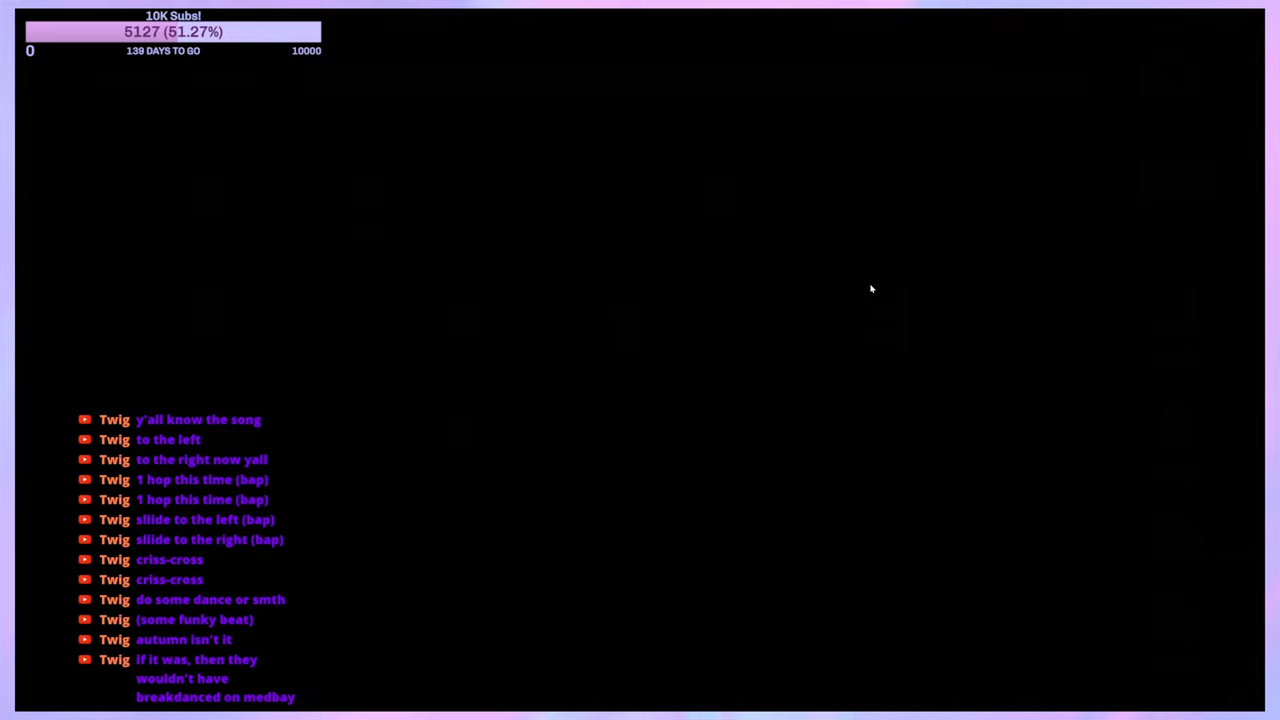 10K Subs!
5127 (51.27%)
0 139 DAYS TO GO 10000
Twig y'all know the song
Twig to the left
Twig to the right now yall
Twig 1 hop this time (bap)
Twig 1 hop this time (bap)
Twig sliide to the left (bap)
Twig sliide to the right (bap)
Twig criss-cross
Twig criss-cross
Twig do some dance or smth
Twig (some funky beat)
Twig autumn isn't it
Twig if it was, then they
wouldn't have
breakdanced on medbay